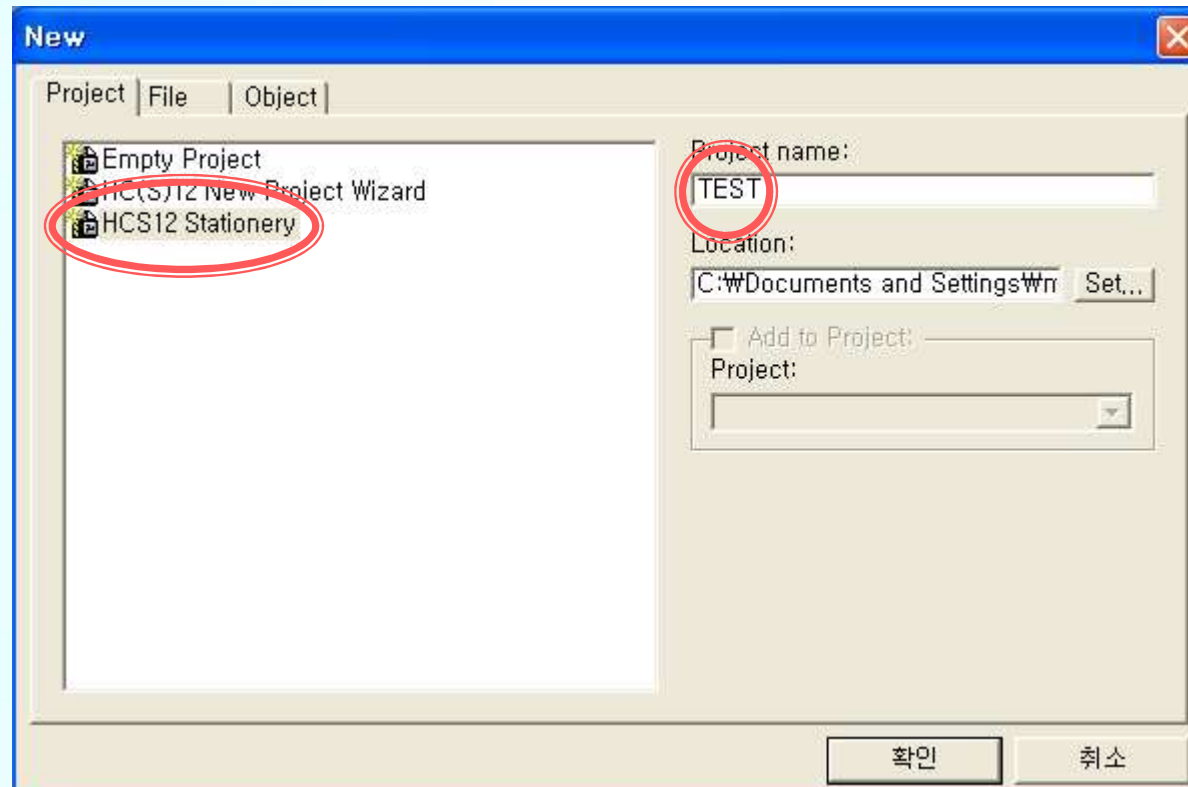 New
Project
File
Object
Empty Project
HC(S)12 New Project Wizard
HCS12 Stationery
Project name:
TEST
Location:
C:₩Documents and Settings₩m
Set...
Add to Project:
Project:
확인
취소